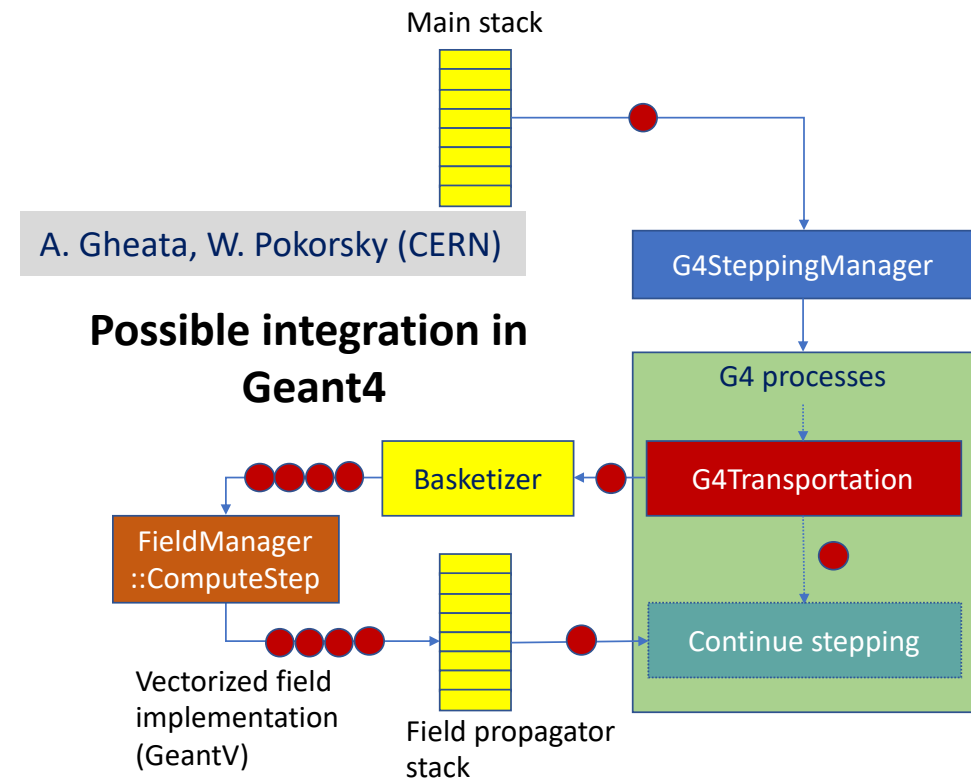 Main stack
A. Gheata, W. Pokorsky (CERN)
G4SteppingManager
Possible integration in
Geant4
G4 processes
Basketizer
G4Transportation
FieldManager
::ComputeStep
Continue stepping
Vectorized field
implementation
(GeantV)
Field propagator
stack